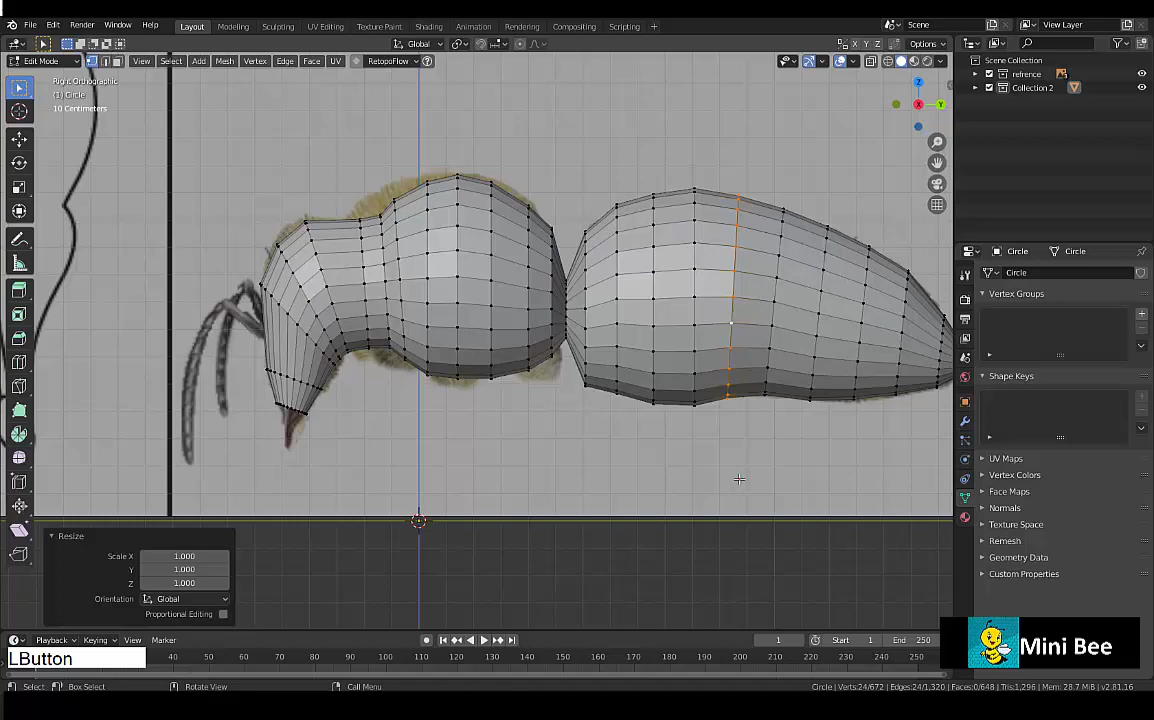 File Edit Render Window Help Layout Modeling Sculpting UV Editing Texture Paint Shading Animation Rendering Compositing Scripting + Scene View Layer
Global X Y Z Options
Edit Mode View Select Add Mesh Vertex Edge Face UV RetopoFlow
Right Orthographic
(1) Circle
10 Centimeters
Z
X
Y
Scene Collection
refrence
Collection 2
Circle Circle
Circle
Vertex Groups
Shape Keys
UV Maps
Vertex Colors
Face Maps
Normals
Texture Space
Remesh
Geometry Data
Custom Properties
Resize
Scale X 1.000
Y 1.000
Z 1.000
Orientation Global
Proportional Editing
Playback Keying View Marker 1 Start 1 End 250
LButton
40 50 60 70 80 90 100 110 120 130 140 150 160 170 180 190 200 210 220 230 240 250
Mini Bee
Select Box Select Rotate View Call Menu Circle | Verts:24/672 | Edges:24/1,320 | Faces:0/648 | Tris:1,296 | Mem: 28.7 MiB | v2.81.16